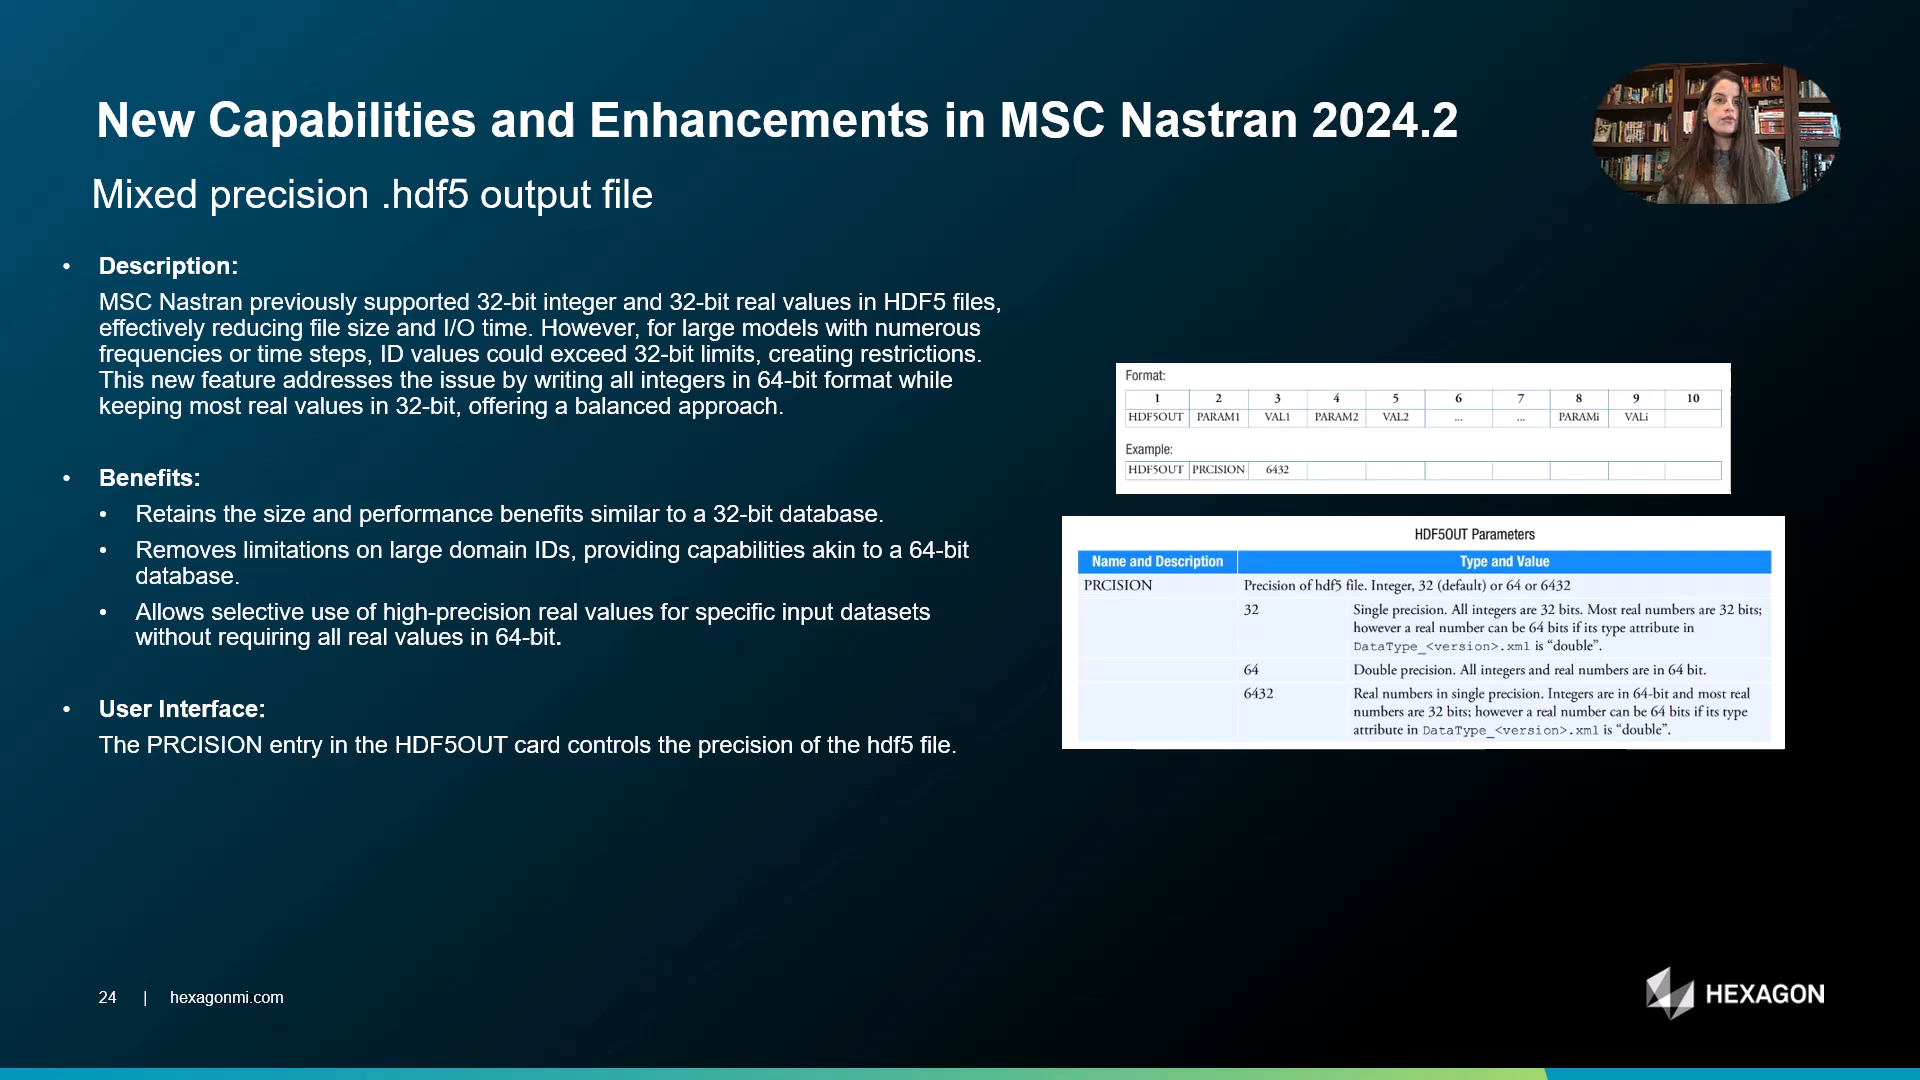 New Capabilities and Enhancements in MSC Nastran 2024.2
Mixed precision .hdf5 output file
• Description:
MSC Nastran previously supported 32-bit integer and 32-bit real values in HDF5 files,
effectively reducing file size and I/O time. However, for large models with numerous
frequencies or time steps, ID values could exceed 32-bit limits, creating restrictions.
This new feature addresses the issue by writing all integers in 64-bit format while
keeping most real values in 32-bit, offering a balanced approach.
• Benefits:
• Retains the size and performance benefits similar to a 32-bit database.
• Removes limitations on large domain IDs, providing capabilities akin to a 64-bit
database.
• Allows selective use of high-precision real values for specific input datasets
without requiring all real values in 64-bit.
• User Interface:
The PRCISION entry in the HDF5OUT card controls the precision of the hdf5 file.
Format:
1 2 3 4 5 6 7 8 9 10
HDF5OUT PARAM1 VAL1 PARAM2 VAL2 ... ... PARAMi VALi
Example:
HDF5OUT PRCISION 6432
HDF5OUT Parameters
Name and Description Type and Value
PRCISION Precision of hdf5 file. Integer, 32 (default) or 64 or 6432
32 Single precision. All integers are 32 bits. Most real numbers are 32 bits;
however a real number can be 64 bits if its type attribute in
DataType_<version>.xml is “double”.
64 Double precision. All integers and real numbers are in 64 bit.
6432 Real numbers in single precision. Integers are in 64-bit and most real
numbers are 32 bits; however a real number can be 64 bits if its type
attribute in DataType_<version>.xml is “double”.
24 | hexagonmi.com
HEXAGON